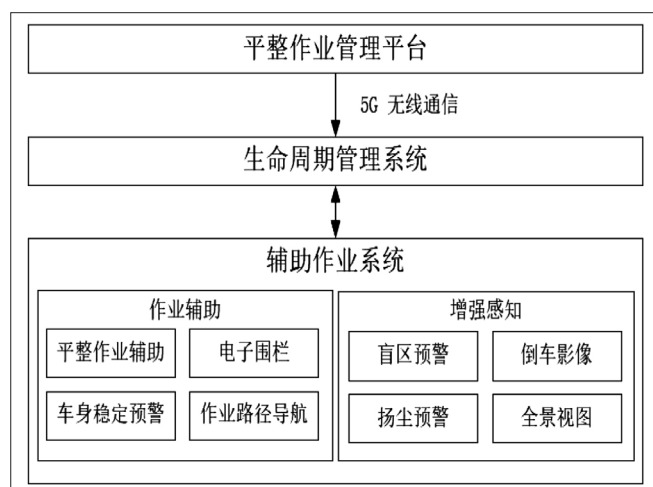 平整作业管理平台
5G 无线通信
生命周期管理系统
辅助作业系统
作业辅助
平整作业辅助
电子围栏
车身稳定预警
作业路径导航
增强感知
盲区预警
倒车影像
扬尘预警
全景视图